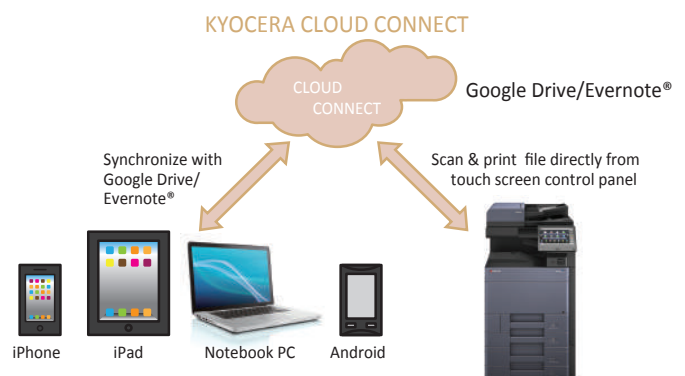 KYOCERA CLOUD CONNECT
CLOUD
CONNECT
Google Drive/Evernote®
Synchronize with
Google Drive/
Evernote®
Scan & print file directly from
touch screen control panel
iPhone
iPad
Notebook PC
Android